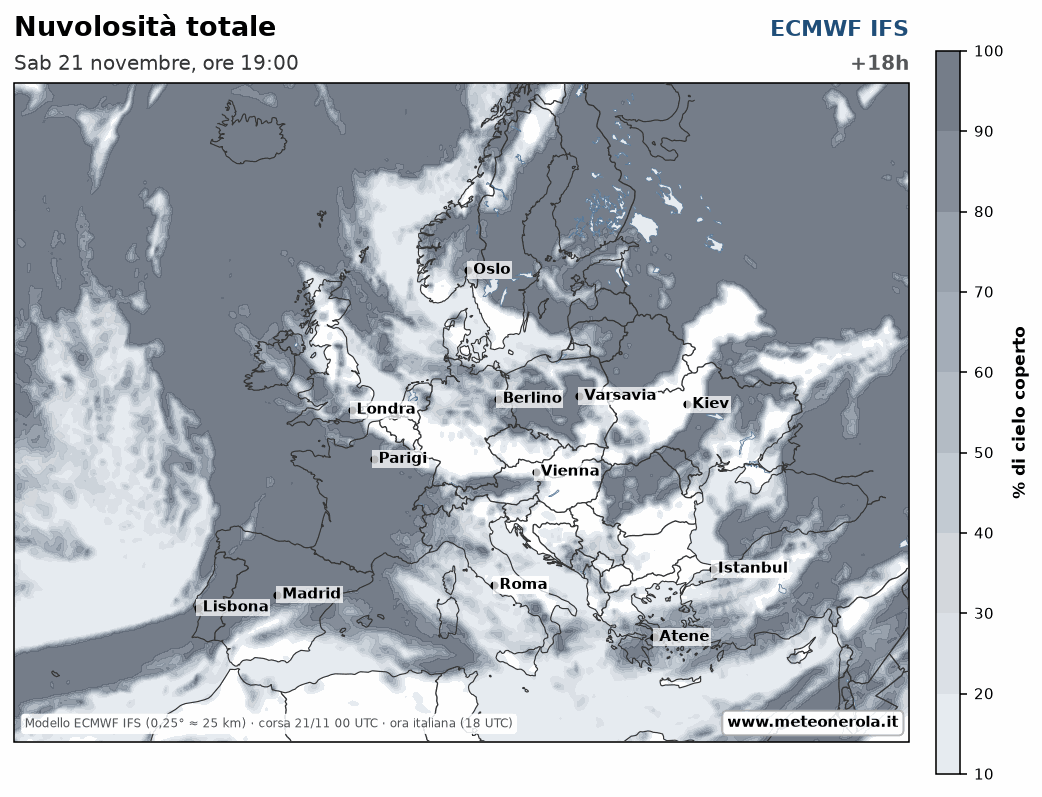 Nuvolosità totale
ECMWF IFS
Sab 21 novembre, ore 19:00
+18h
100
90
80
70
60
50
40
30
20
10
% di cielo coperto
Oslo
Berlino
Varsavia
Kiev
Londra
Parigi
Vienna
Istanbul
Roma
Madrid
Lisbona
Atene
Modello ECMWF IFS (0,25° ≈ 25 km) · corsa 21/11 00 UTC · ora italiana (18 UTC)
www.meteonerola.it